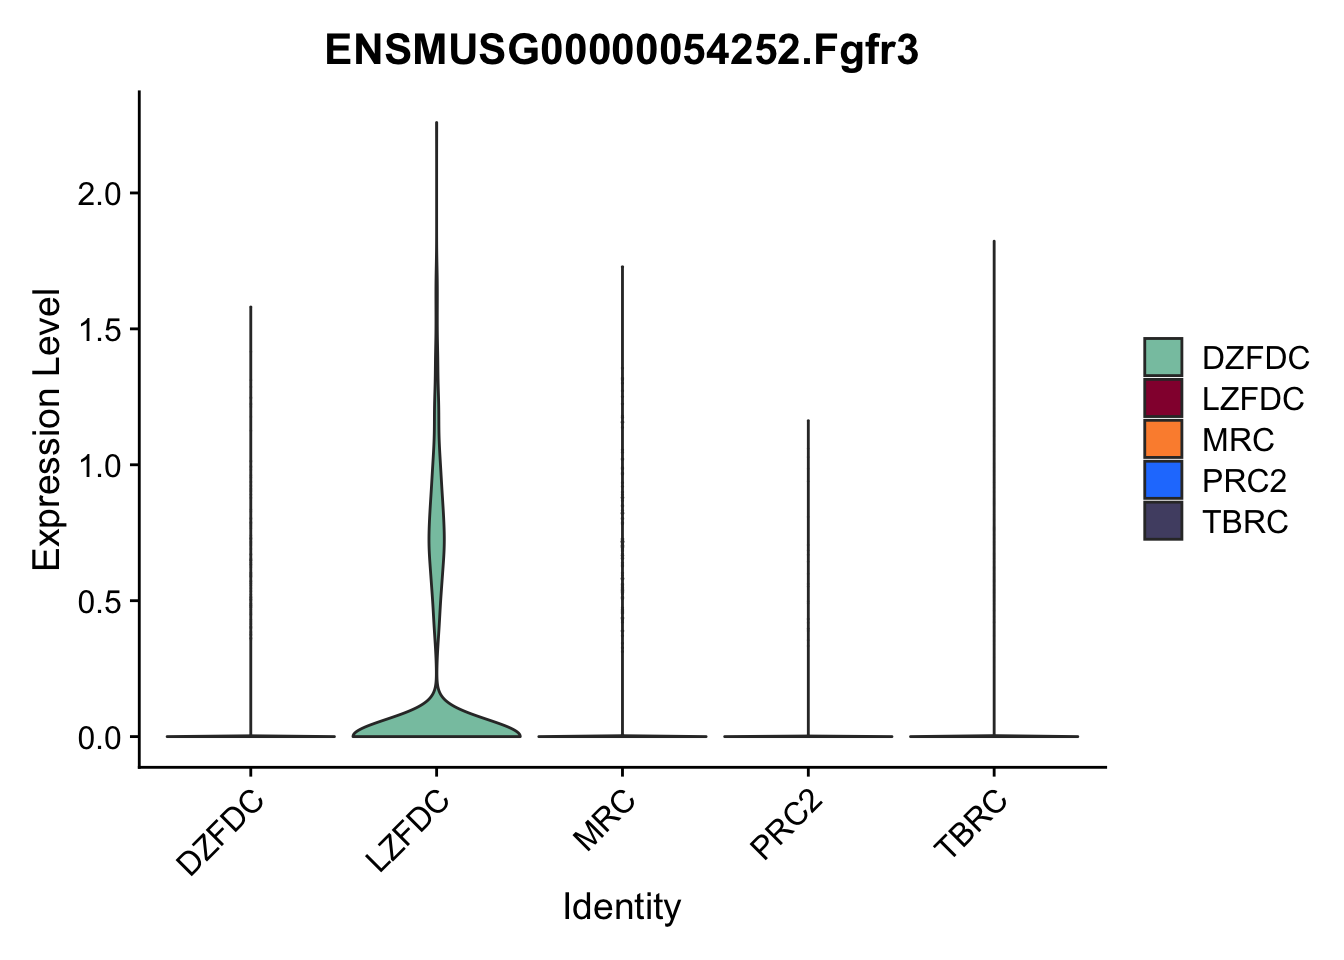 ENSMUSG00000054252.Fgfr3
Expression Level
2.0
1.5
1.0
0.5
0.0
DZFDC
LZFDC
MRC
PRC2
TBRC
Identity
DZFDC
LZFDC
MRC
PRC2
TBRC